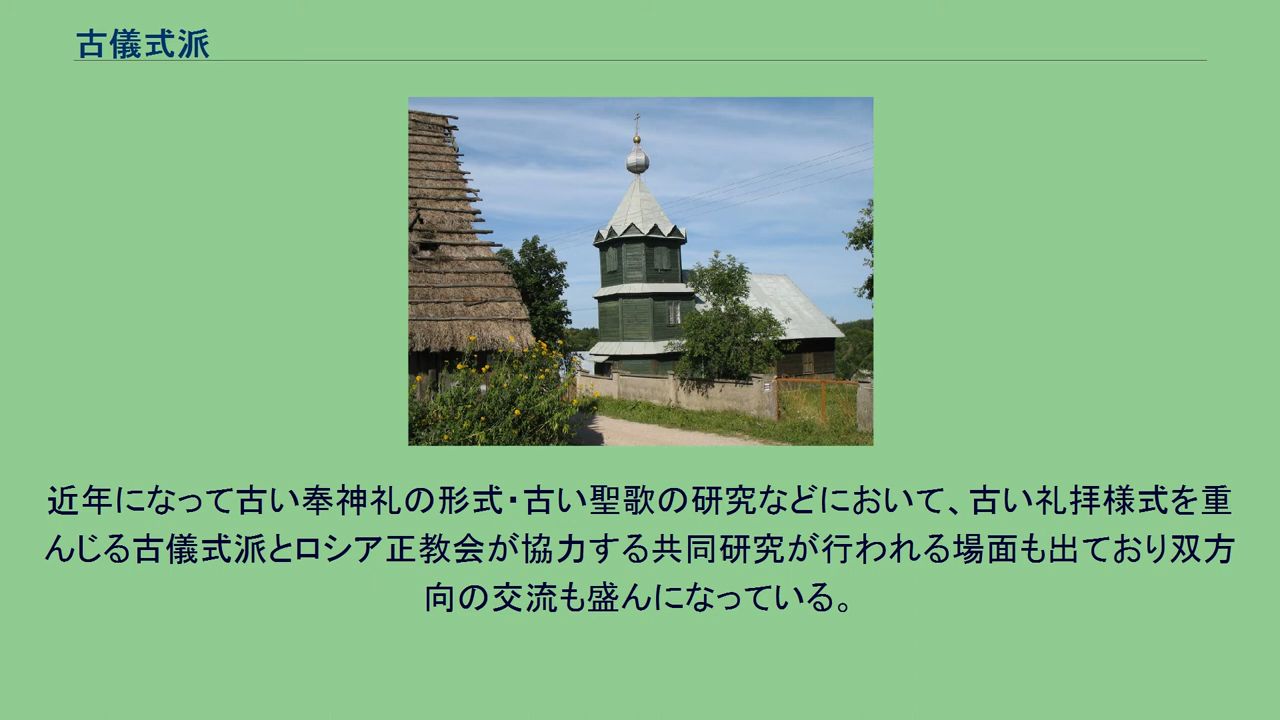 古儀式派
近年になって古い奉神礼の形式・古い聖歌の研究などにおいて、古い礼拝様式を重
んじる古儀式派とロシア正教会が協力する共同研究が行われる場面も出ており双方
向の交流も盛んになっている。